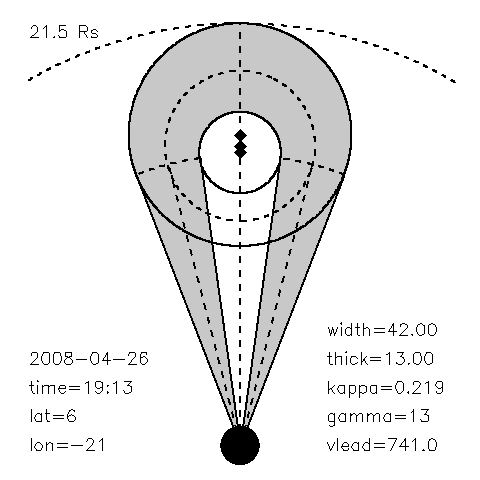 21.5 Rs
2008-04-26
time=19:13
lat=6
lon=-21
width=42.00
thick=13.00
kappa=0.219
gamma=13
vlead=741.0